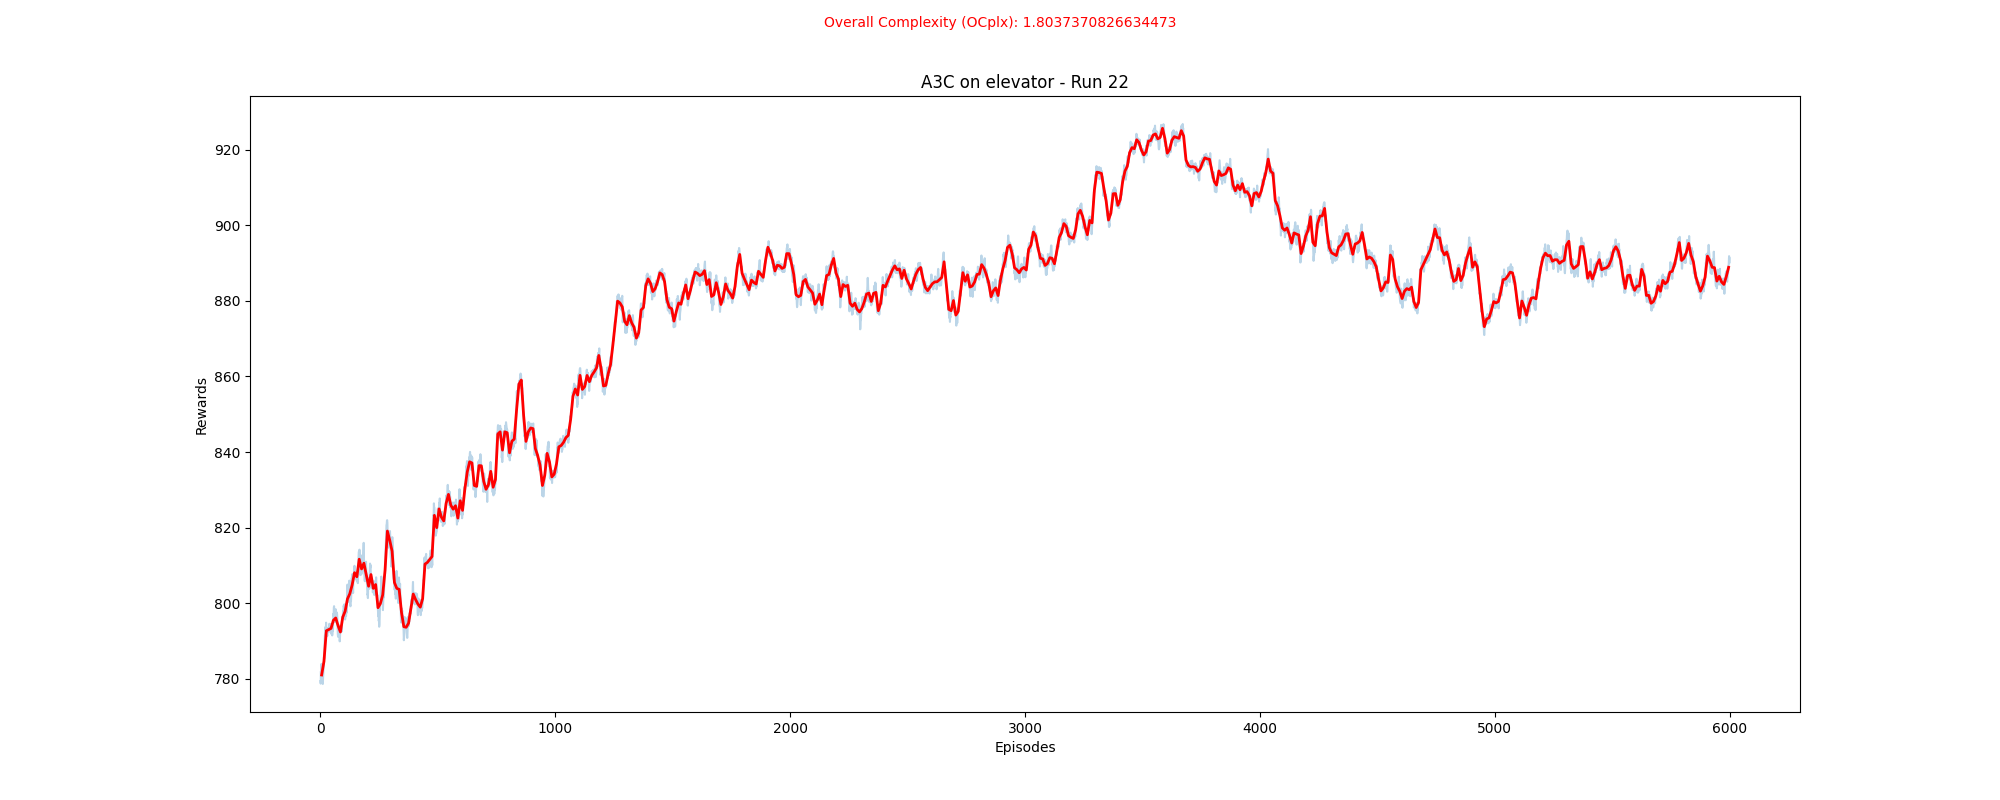 Overall Complexity (OCplx): 1.8037370826634473
A3C on elevator - Run 22
920
900
880
860
840
820
800
780
Rewards
0 1000 2000 3000 4000 5000 6000
Episodes